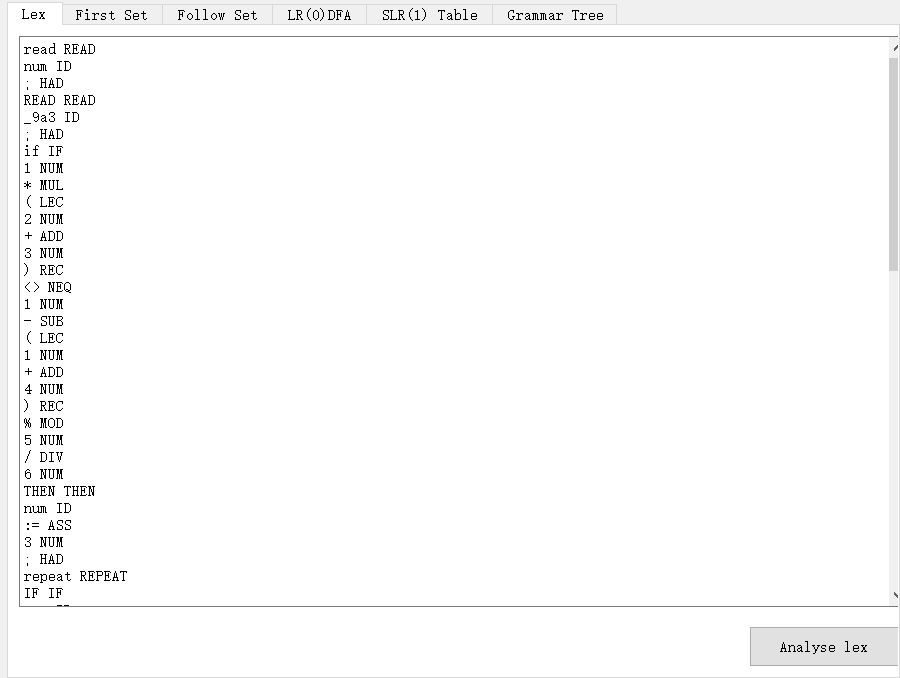 Lex First Set Follow Set LR(0)DFA SLR(1) Table Grammar Tree
read READ
num ID
; HAD
READ READ
_9a3 ID
; HAD
if IF
1 NUM
* MUL
( LEC
2 NUM
+ ADD
3 NUM
) REC
<> NEQ
1 NUM
- SUB
( LEC
1 NUM
+ ADD
4 NUM
) REC
% MOD
5 NUM
/ DIV
6 NUM
THEN THEN
num ID
:= ASS
3 NUM
; HAD
repeat REPEAT
IF IF
Analyse lex